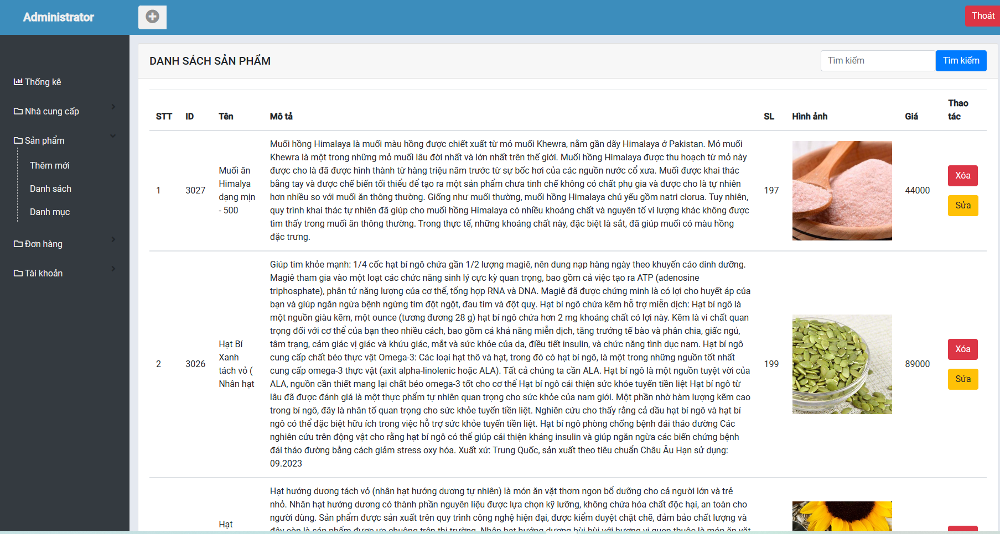 Administrator
Thoát
Thống kê
Nhà cung cấp
Sản phẩm
Thêm mới
Danh sách
Danh mục
Đơn hàng
Tài khoản
DANH SÁCH SẢN PHẨM
Tìm kiếm
Tìm kiếm
STT ID Tên Mô tả SL Hình ảnh Giá Thao tác
1
3027
Muối ăn
Himalya
dạng mịn
- 500
Muối hồng Himalaya là muối màu hồng được chiết xuất từ mỏ muối Khewra, nằm gần dãy Himalaya ở Pakistan. Mỏ muối
Khewra là một trong những mỏ muối lâu đời nhất và lớn nhất trên thế giới. Muối hồng Himalaya được thu hoạch từ mỏ này
được cho là đã được hình thành từ hàng triệu năm trước từ sự bốc hơi của các nguồn nước cổ xưa. Muối được khai thác
bằng tay và được chế biến tối thiểu để tạo ra một sản phẩm chưa tinh chế không có chất phụ gia và được cho là tự nhiên
hơn nhiều so với muối ăn thông thường. Giống như muối thường, muối hồng Himalaya chủ yếu gồm natri clorua. Tuy nhiên,
quy trình khai thác tự nhiên đã giúp cho muối hồng Himalaya có nhiều khoáng chất và nguyên tố vi lượng khác không được
tìm thấy trong muối ăn thông thường. Trong thực tế, những khoáng chất này, đặc biệt là sắt, đã giúp muối có màu hồng
đặc trưng.
197
44000
Xóa
Sửa
2
3026
Hạt Bí
Xanh
tách vỏ (
Nhân hạt
Giúp tim khỏe mạnh: 1/4 cốc hạt bí ngô chứa gần 1/2 lượng magiê, nên dung nạp hàng ngày theo khuyến cáo dinh dưỡng.
Magiê tham gia vào một loạt các chức năng sinh lý cực kỳ quan trọng, bao gồm cả việc tạo ra ATP (adenosine
triphosphate), phân tử năng lượng của cơ thể, tổng hợp RNA và DNA. Magiê đã được chứng minh là có lợi cho huyết áp của
bạn và giúp ngăn ngừa bệnh ngừng tim đột ngột, đau tim và đột quỵ. Hạt bí ngô chứa kẽm hỗ trợ miễn dịch: Hạt bí ngô là
một nguồn giàu kẽm, một ounce (tương đương 28 g) hạt bí ngô chứa hơn 2 mg khoáng chất có lợi này. Kẽm là vi chất quan
trọng đối với cơ thể của bạn theo nhiều cách, bao gồm cả khả năng miễn dịch, tăng trưởng tế bào và phân chia, giấc ngủ,
tâm trạng, cảm giác vị giác và khứu giác, mắt và sức khỏe của da, điều tiết insulin, và chức năng tình dục nam. Hạt bí ngô
cung cấp chất béo thực vật Omega-3: Các loại hạt thô và hạt, trong đó có hạt bí ngô, là một trong những nguồn tốt nhất
cung cấp omega-3 thực vật (axit alpha-linolenic hoặc ALA). Tất cả chúng ta cần ALA. Hạt bí ngô là một nguồn tuyệt vời của
ALA, nguồn cần thiết mang lại chất béo omega-3 tốt cho cơ thể Hạt bí ngô cải thiện sức khỏe tuyến tiền liệt Hạt bí ngô từ
lâu đã được đánh giá là một thực phẩm tự nhiên quan trọng cho sức khỏe của nam giới. Một phần nhờ hàm lượng kẽm cao
trong bí ngô, đây là nhân tố quan trọng cho sức khỏe tuyến tiền liệt. Nghiên cứu cho thấy rằng cả dầu hạt bí ngô và hạt bí
ngô có thể đặc biệt hữu ích trong việc hỗ trợ sức khỏe tuyến tiền liệt. Hạt bí ngô phòng chống bệnh đái tháo đường Các
nghiên cứu trên động vật cho rằng hạt bí ngô có thể giúp cải thiện kháng insulin và giúp ngăn ngừa các biến chứng bệnh
đái tháo đường bằng cách giảm stress oxy hóa. Xuất xứ: Trung Quốc, sản xuất theo tiêu chuẩn Châu Âu Hạn sử dụng:
09.2023
199
89000
Xóa
Sửa
Hạt
Hạt hướng dương tách vỏ (nhân hạt hướng dương tự nhiên) là món ăn vặt thơm ngon bổ dưỡng cho cả người lớn và trẻ
nhỏ. Nhân hạt hướng dương có thành phần nguyên liệu được lựa chọn kỹ lưỡng, không chứa hóa chất độc hại, an toàn cho
người dùng. Sản phẩm được sản xuất trên quy trình công nghệ hiện đại, được kiểm duyệt chặt chẽ, đảm bảo chất lượng và
đây còn là sản phẩm được ưa chuộng trên thị trường. Nhân hạt hướng dương bùi bùi với hương vị quen thuộc là món ăn vặt